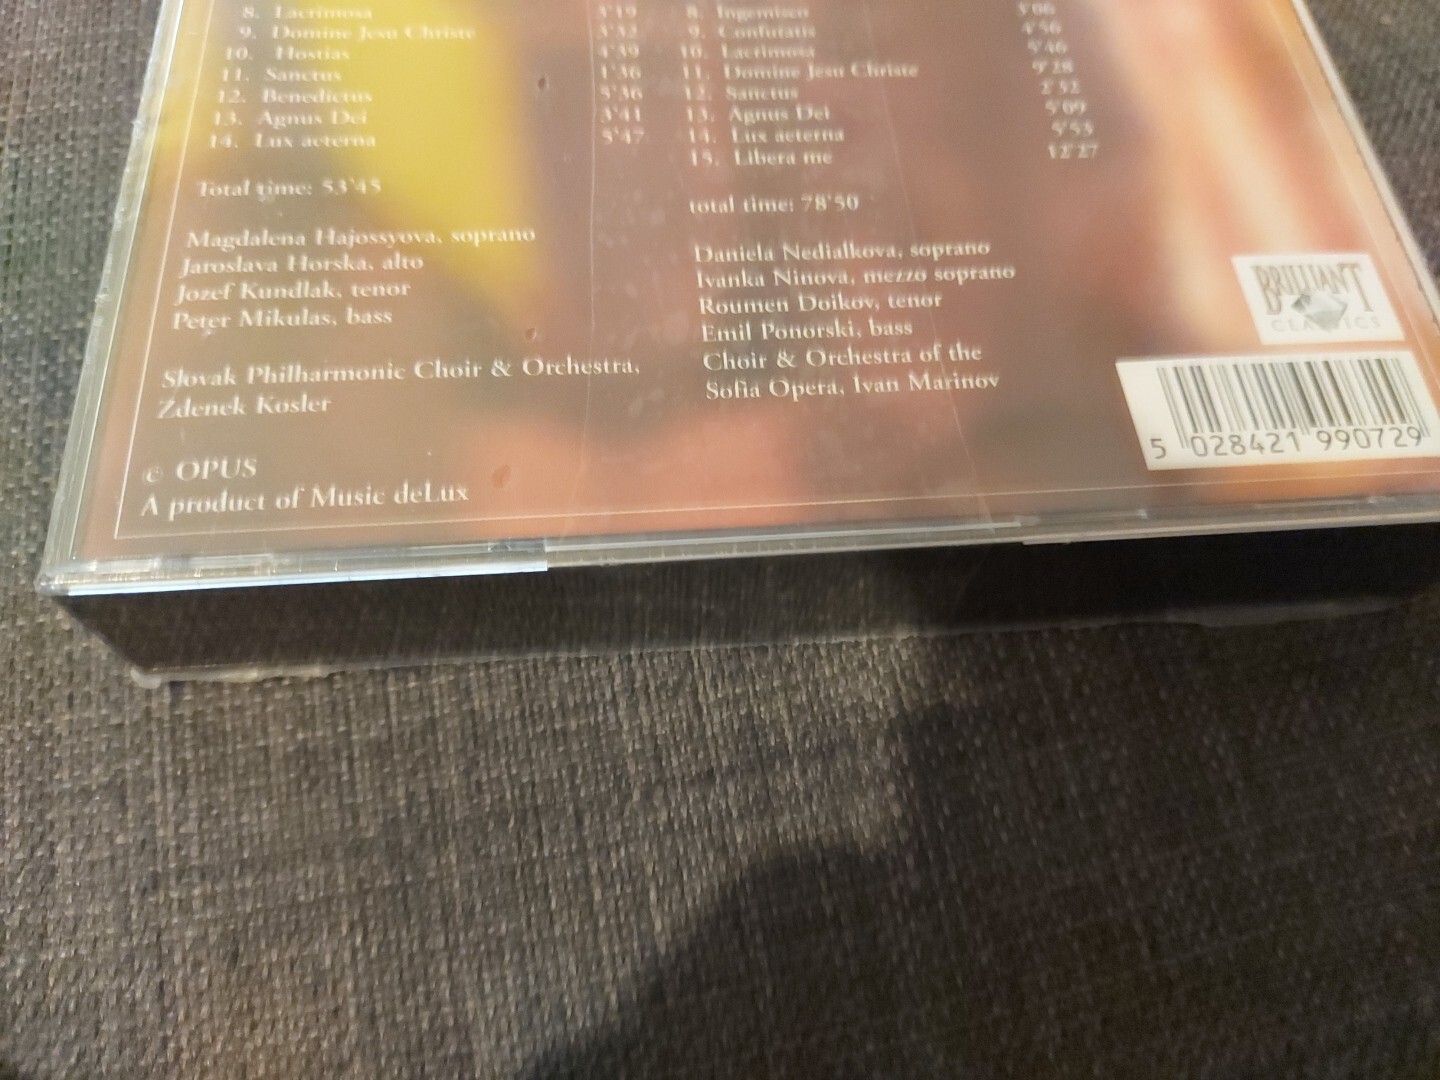 8. Lacrimosa 3'19
9. Domine Jesu Christe 3'32
10. Hostias 4'39
11. Sanctus 1'36
12. Benedictus 5'36
13. Agnus Dei 3'41
14. Lux aeterna 5'47
Total time: 53'45
Magdalena Hajossyova, soprano
Jaroslava Horska, alto
Jozef Kundlak, tenor
Peter Mikulas, bass
Slovak Philharmonic Choir & Orchestra,
Zdenek Kosler
© OPUS
A product of Music deLux
8. Ingemisco
9. Confutatis 5'06
10. Lacrimosa 4'56
11. Domine Jesu Christe 5'46
12. Sanctus 9'28
13. Agnus Dei 2'32
14. Lux aeterna 5'09
15. Libera me 5'53
12'27
total time: 78'50
Daniela Nedialkova, soprano
Ivanka Ninova, mezzo soprano
Roumen Doikov, tenor
Emil Ponorski, bass
Choir & Orchestra of the
Sofia Opera, Ivan Marinov
BRILLIANT
CLASSICS
5 028421 990729